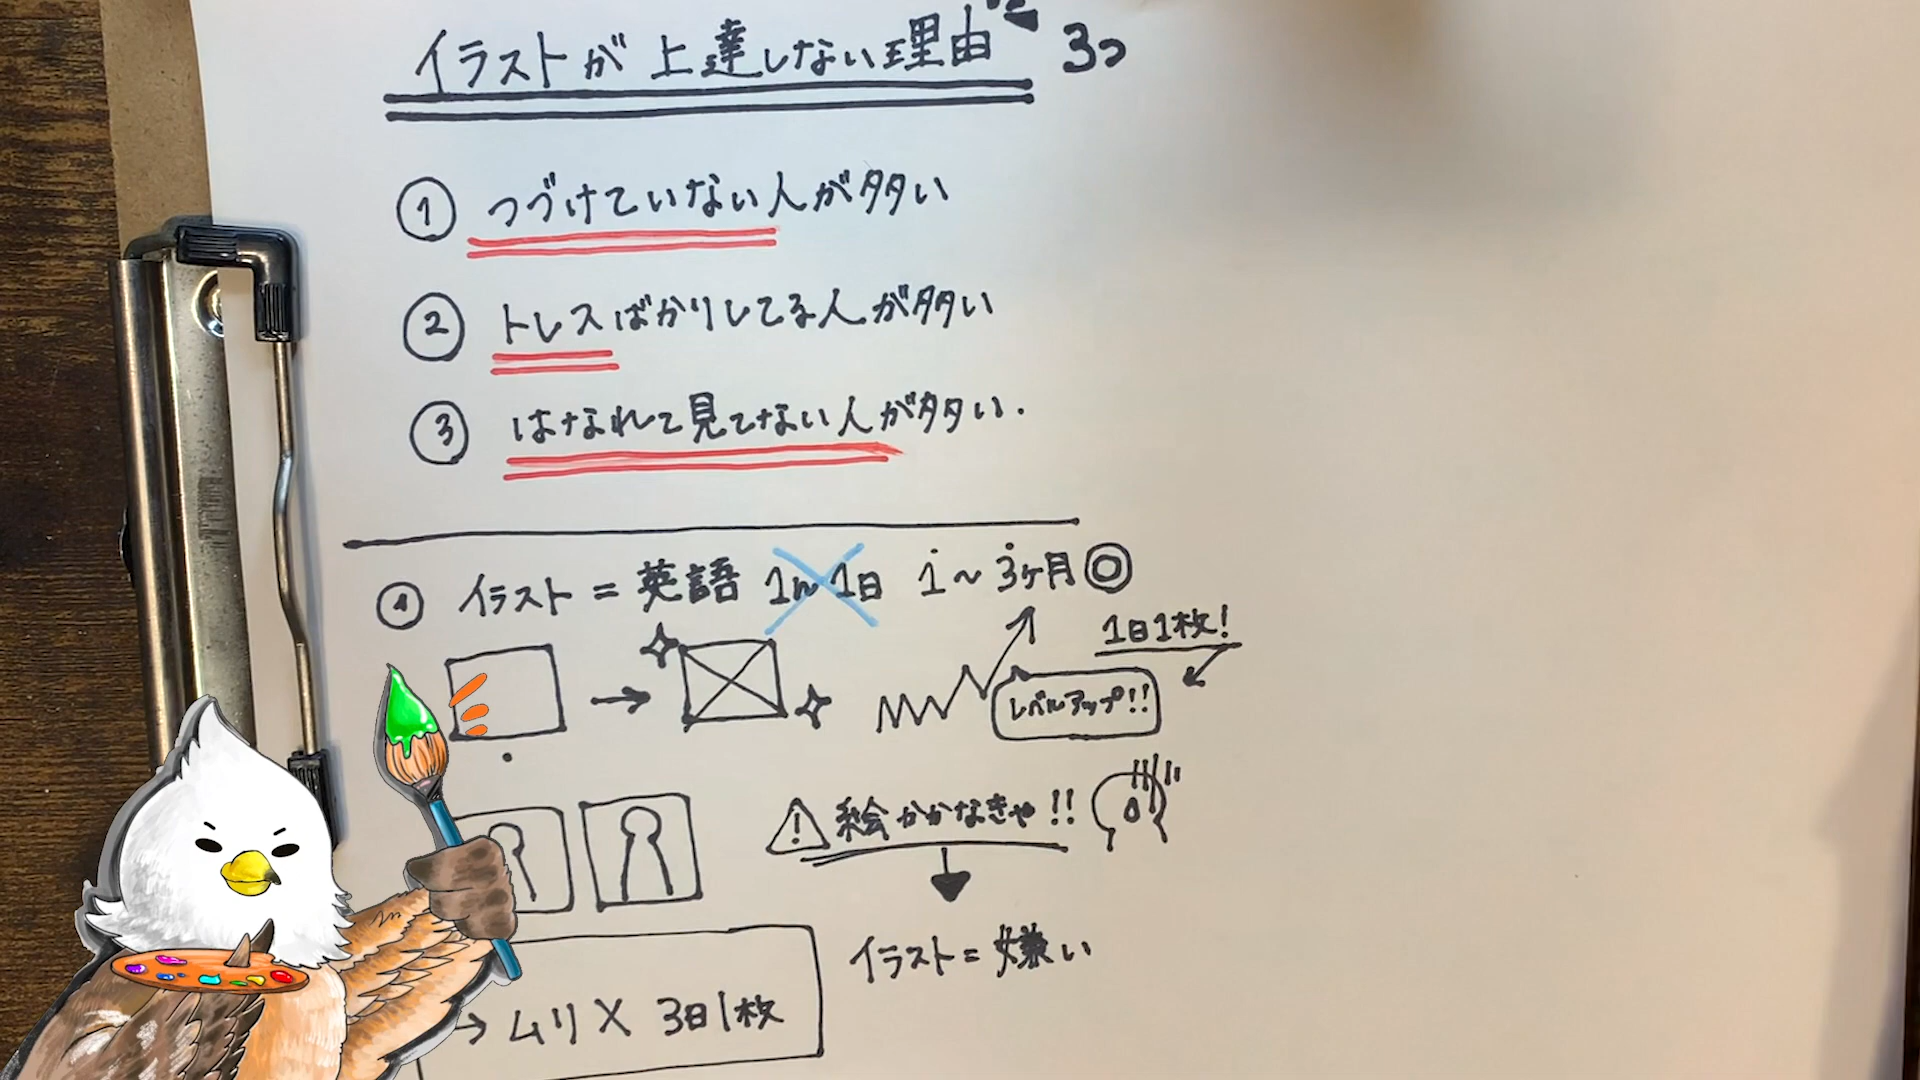 イラストが上達しない理由 3つ
① つづけていない人が多い
② トレスばかりしてる人が多い
③ はなれて見てない人が多い.
① イラスト = 英語 1h 1日 1～3ヶ月◎
1日1枚!
レベルアップ!!
! 絵かかなきゃ!!
イラスト=嫌い
→ ムリ X 3日1枚